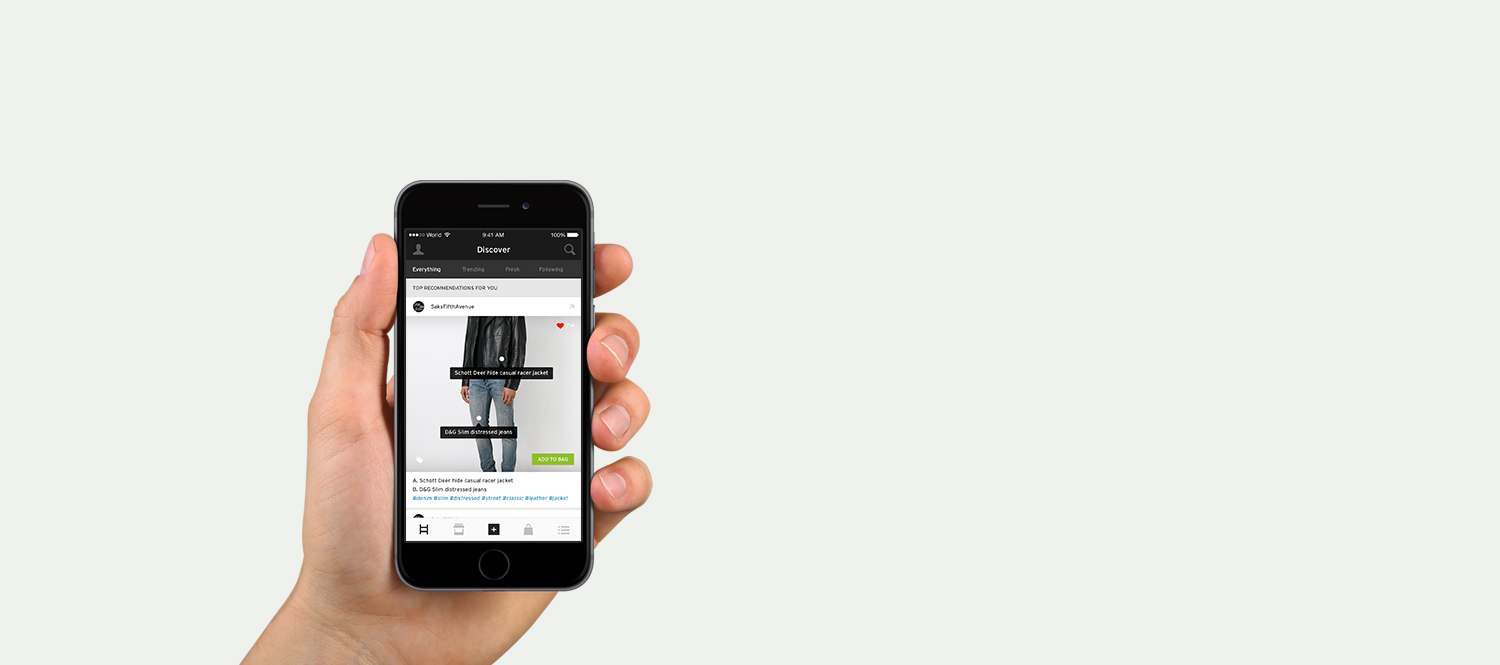 World 9:41 AM 100%
Discover
Everything Trending Fresh Following
TOP RECOMMENDATIONS FOR YOU
SaksFifthAvenue
Schott Deer hide casual racer jacket
D&G Slim distressed jeans
ADD TO BAG
A. Schott Deer hide casual racer jacket
B. D&G Slim distressed jeans
#denim #slim #distressed #street #classic #leather #jacket